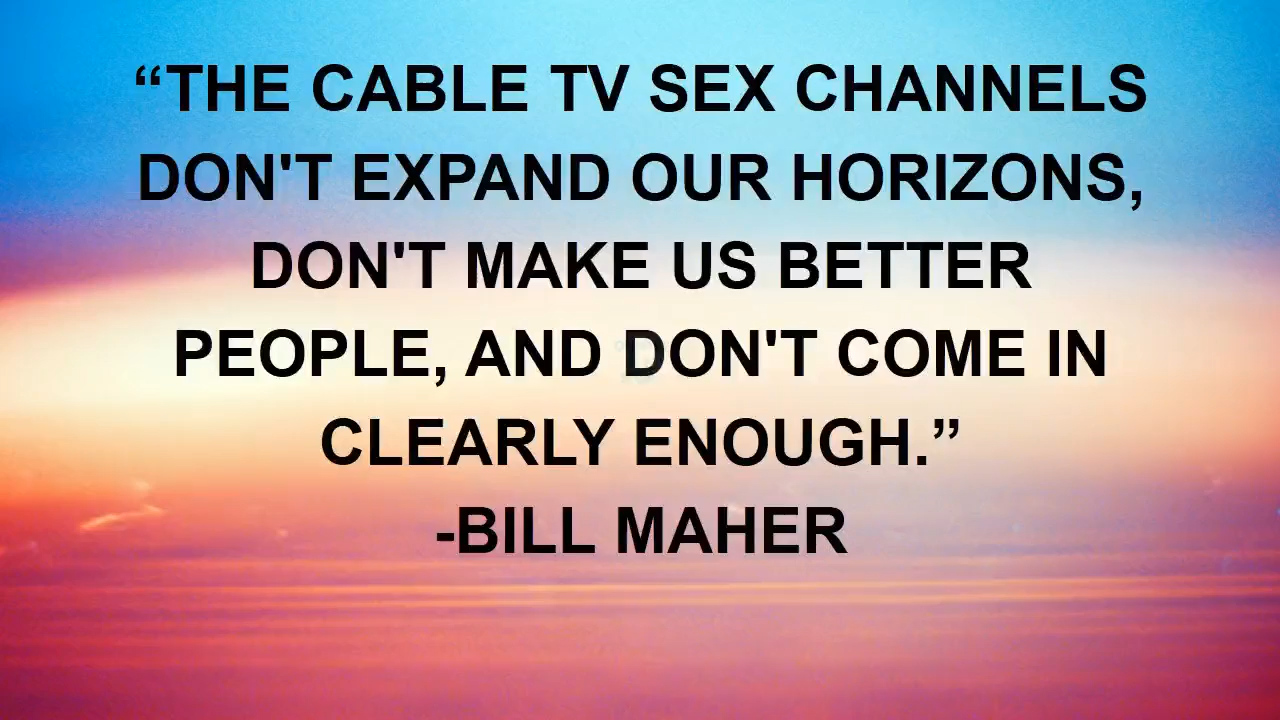 “THE CABLE TV SEX CHANNELS
DON'T EXPAND OUR HORIZONS,
DON'T MAKE US BETTER
PEOPLE, AND DON'T COME IN
CLEARLY ENOUGH.”
-BILL MAHER